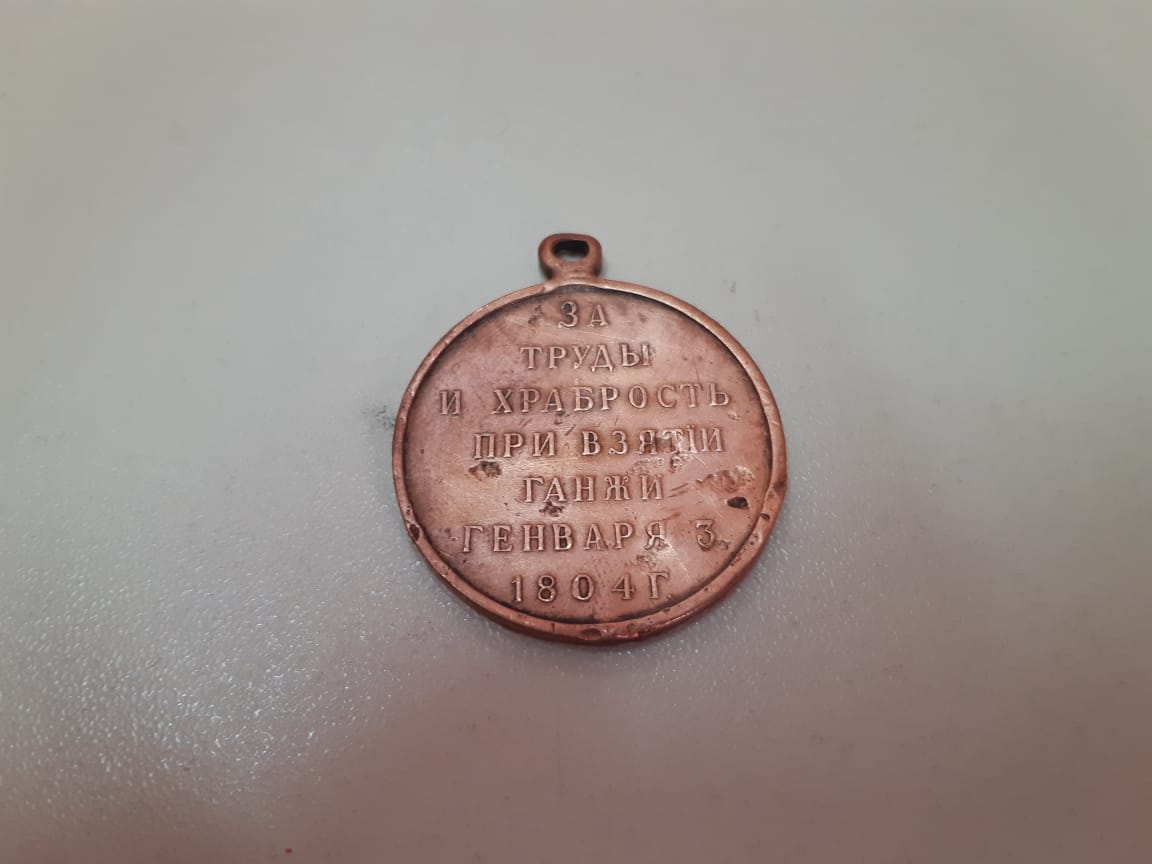 ЗА
ТРУДЫ
И ХРАБРОСТЬ
ПРИ ВЗЯТІИ
ГАНЖИ
ГЕНВАРЯ 3
1804 Г.